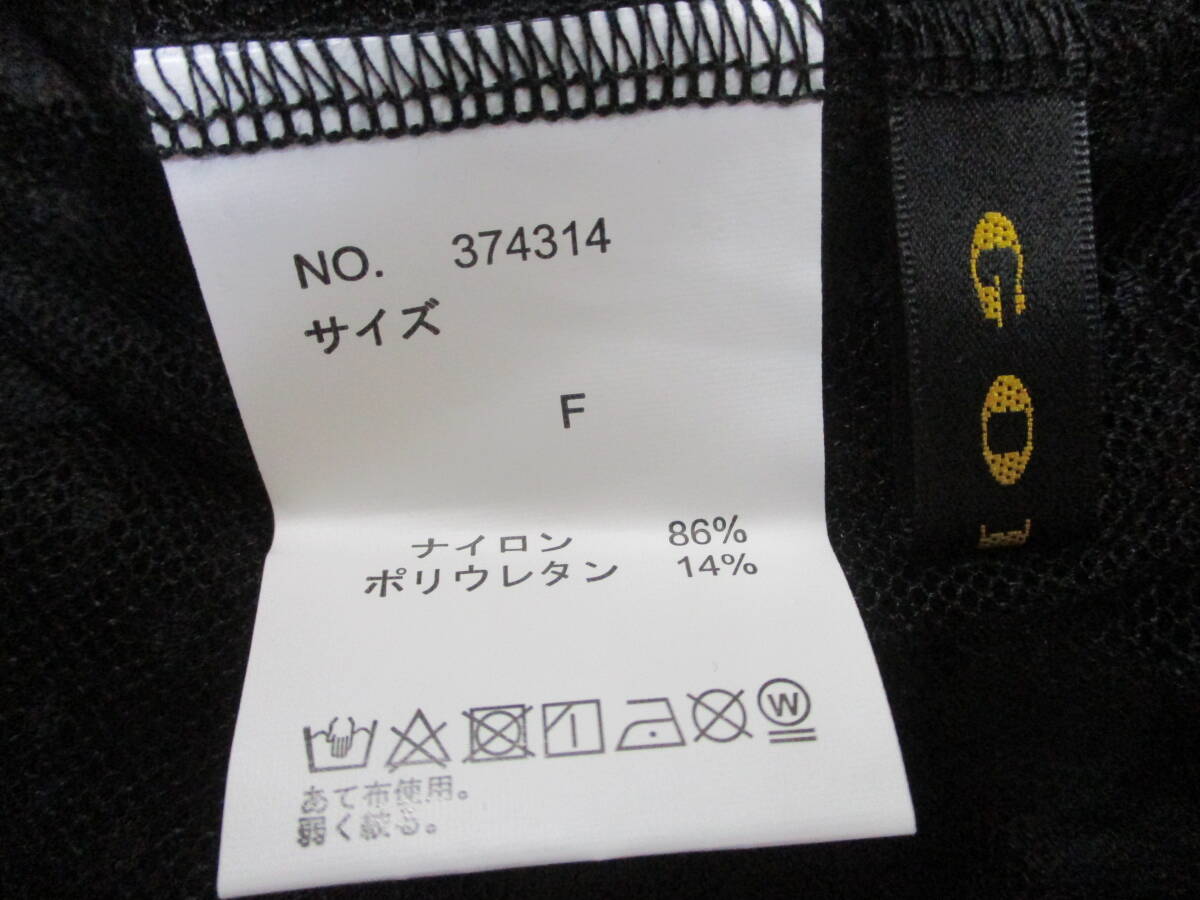 NO. 374314
サイズ
F
ナイロン 86%
ポリウレタン 14%
W
あて布使用。
弱く絞る。
GO